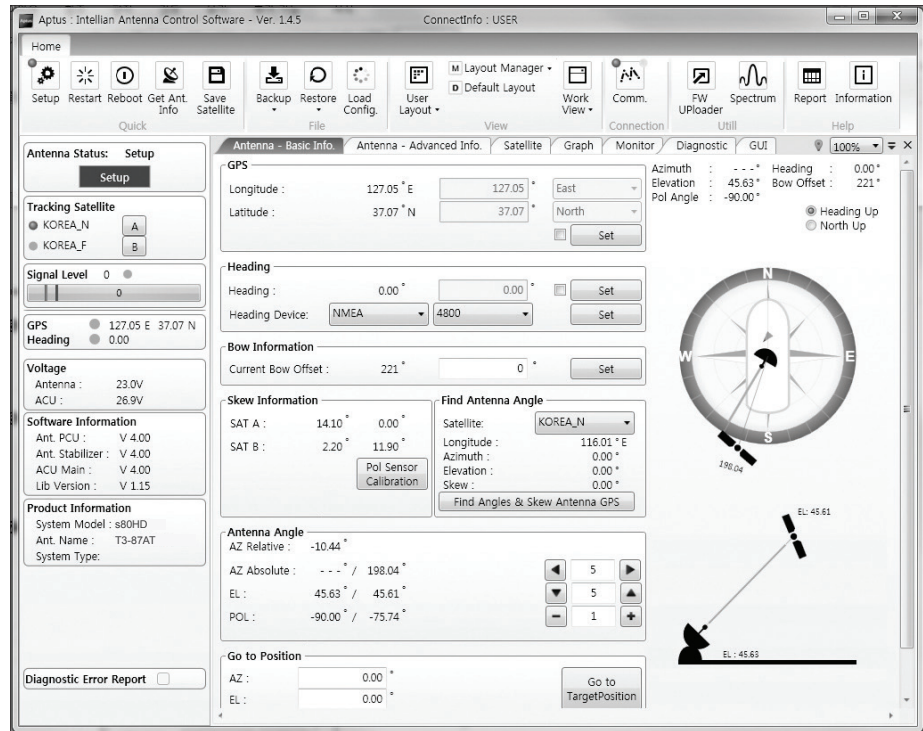 Aptus : Intellian Antenna Control Software - Ver. 1.4.5 ConnectInfo : USER
Home
Setup Restart Reboot Get Ant. Info Save Satellite Backup Restore Load Config. User Layout M Layout Manager D Default Layout Work View Comm. FW UPloader Spectrum Report Information
Quick File View Connection Utill Help
Antenna Status: Setup
Setup
Tracking Satellite
KOREA_N A
KOREA_F B
Signal Level 0
0
GPS 127.05 E 37.07 N
Heading 0.00
Voltage
Antenna : 23.0V
ACU : 26.9V
Software Information
Ant. PCU : V 4.00
Ant. Stabilizer : V 4.00
ACU Main : V 4.00
Lib Version : V 1.15
Product Information
System Model : s80HD
Ant. Name : T3-87AT
System Type:
Diagnostic Error Report
Antenna - Basic Info. Antenna - Advanced Info. Satellite Graph Monitor Diagnostic GUI 100%
GPS
Longitude : 127.05 ° E 127.05 ° East
Latitude : 37.07 ° N 37.07 ° North
Set
Heading
Heading : 0.00 ° 0.00 ° Set
Heading Device: NMEA 4800 Set
Bow Information
Current Bow Offset : 221 ° 0 ° Set
Skew Information
SAT A : 14.10 ° 0.00 °
SAT B : 2.20 ° 11.90 °
Pol Sensor Calibration
Find Antenna Angle
Satellite: KOREA_N
Longitude : 116.01 ° E
Azimuth : 0.00 °
Elevation : 0.00 °
Skew : 0.00 °
Find Angles & Skew Antenna GPS
Antenna Angle
AZ Relative : -10.44 °
AZ Absolute : - - - ° / 198.04 ° 5
EL : 45.63 ° / 45.61 ° 5
POL : -90.00 ° / -75.74 ° - 1 +
Go to Position
AZ : 0.00 °
EL : 0.00 °
Go to TargetPosition
Azimuth : - - - ° Heading : 0.00 °
Elevation : 45.63 ° Bow Offset : 221 °
Pol Angle : -90.00 °
Heading Up
North Up
N
W
E
S
198.04
EL: 45.61
EL : 45.63